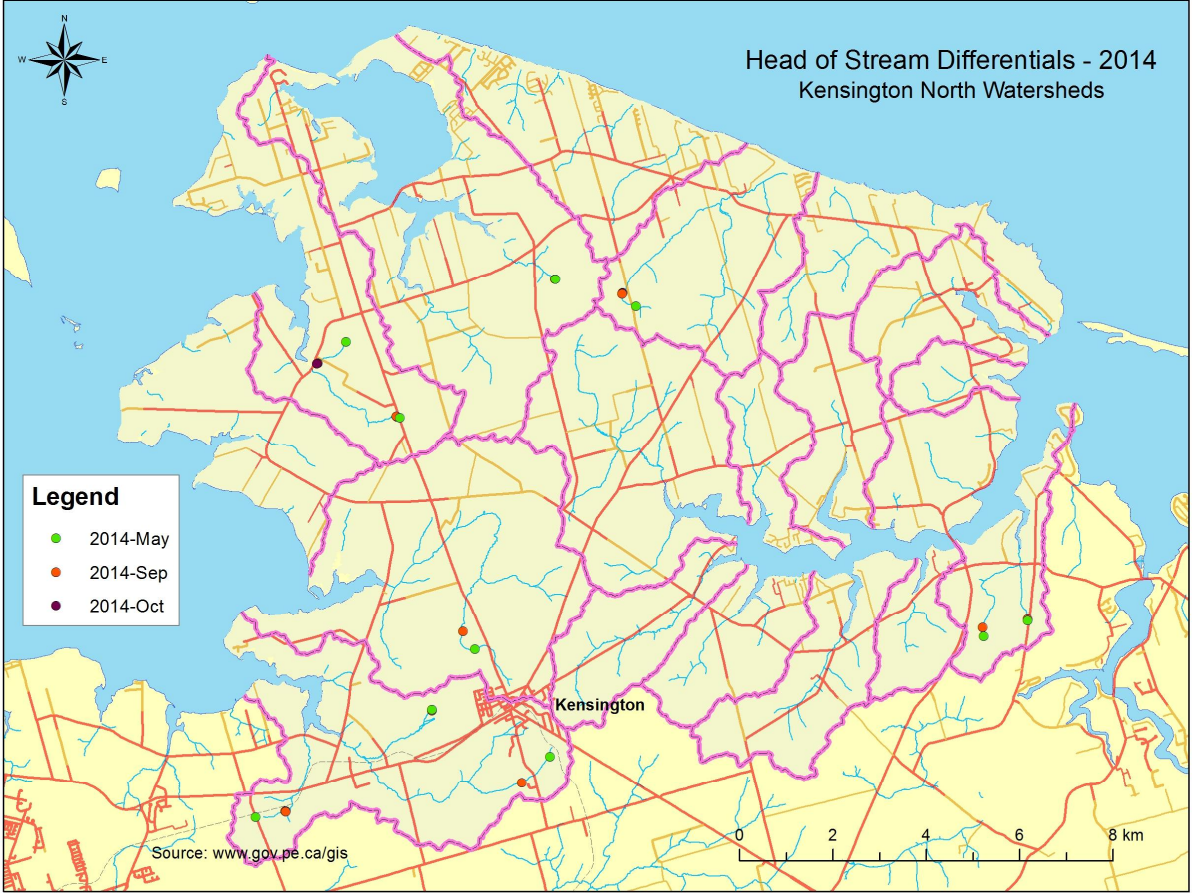 N
W E
S
Head of Stream Differentials - 2014
Kensington North Watersheds
Legend
2014-May
2014-Sep
2014-Oct
Kensington
0 2 4 6 8 km
Source: www.gov.pe.ca/gis